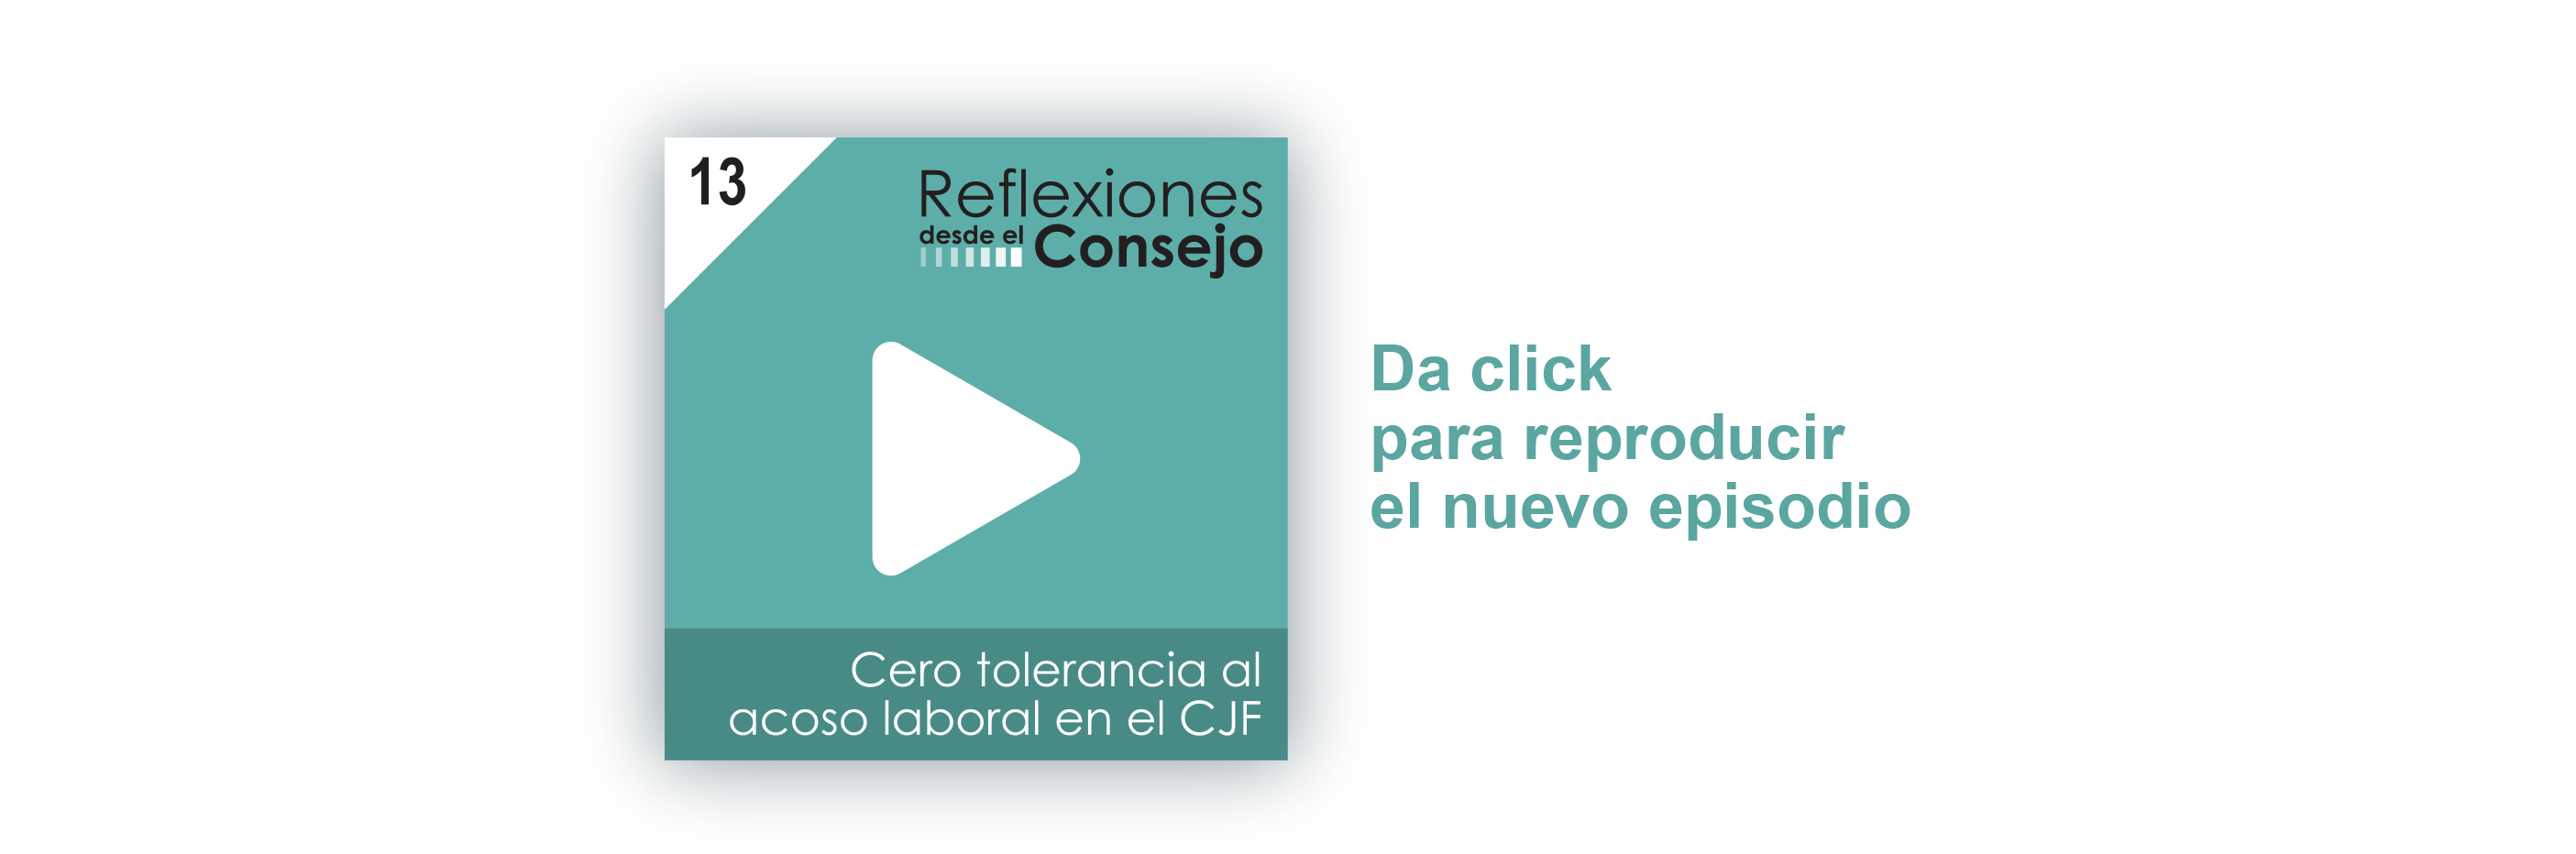 13
Reflexiones
desde el Consejo
Cero tolerancia al
acoso laboral en el CJF
Da click
para reproducir
el nuevo episodio